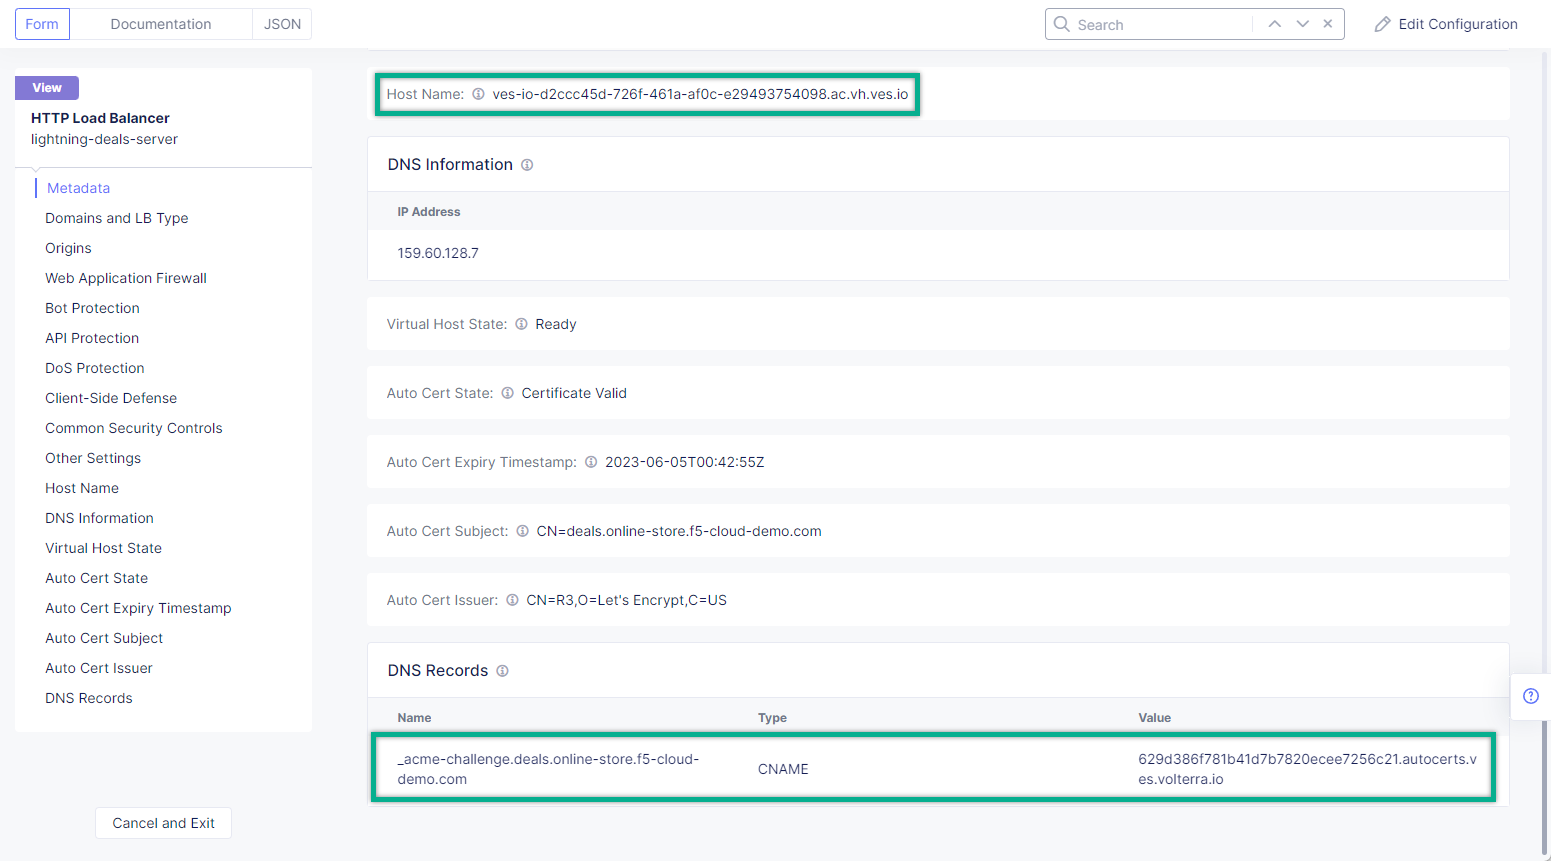 Form
Documentation
JSON
Search
Edit Configuration
View
HTTP Load Balancer
lightning-deals-server
Metadata
Domains and LB Type
Origins
Web Application Firewall
Bot Protection
API Protection
DoS Protection
Client-Side Defense
Common Security Controls
Other Settings
Host Name
DNS Information
Virtual Host State
Auto Cert State
Auto Cert Expiry Timestamp
Auto Cert Subject
Auto Cert Issuer
DNS Records
Cancel and Exit
Host Name: ves-io-d2ccc45d-726f-461a-af0c-e29493754098.ac.vh.ves.io
DNS Information
IP Address
159.60.128.7
Virtual Host State: Ready
Auto Cert State: Certificate Valid
Auto Cert Expiry Timestamp: 2023-06-05T00:42:55Z
Auto Cert Subject: CN=deals.online-store.f5-cloud-demo.com
Auto Cert Issuer: CN=R3,O=Let's Encrypt,C=US
DNS Records
Name Type Value
_acme-challenge.deals.online-store.f5-cloud-
demo.com
CNAME
629d386f781b41d7b7820ecee7256c21.autocerts.v
es.volterra.io